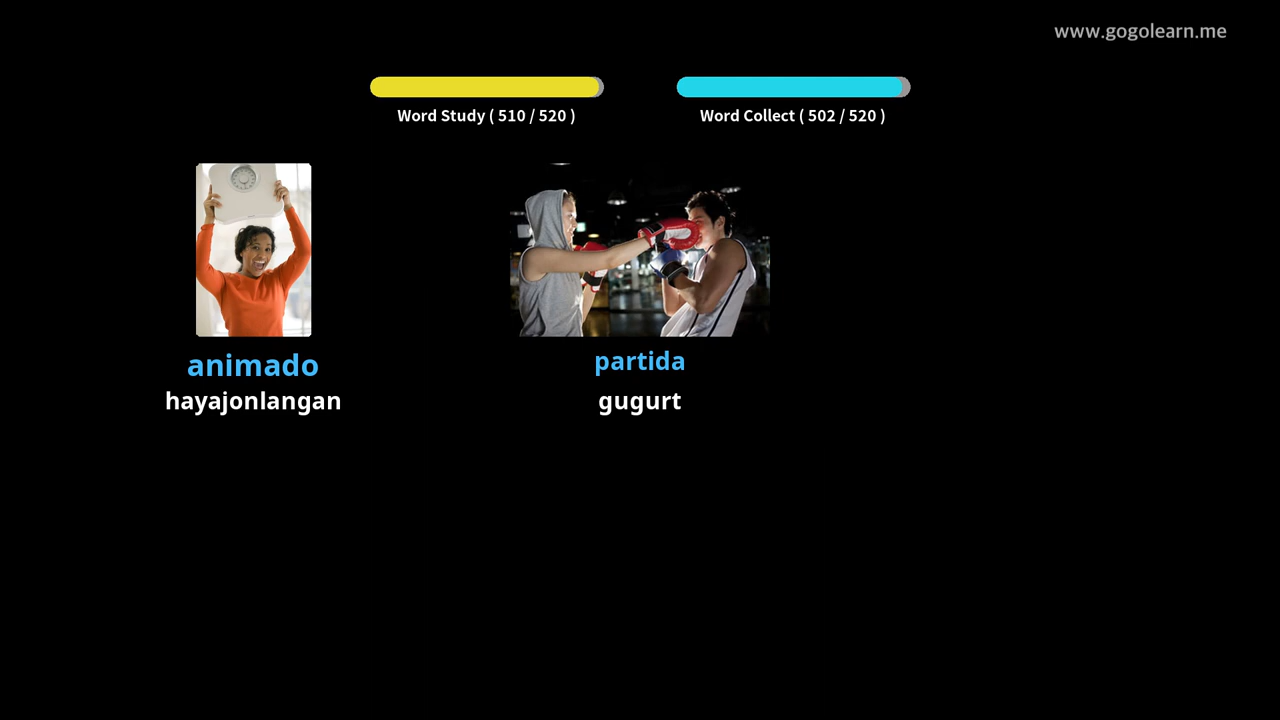 www.gogolearn.me
Word Study ( 510 / 520 )
Word Collect ( 502 / 520 )
animado
hayajonlangan
partida
gugurt